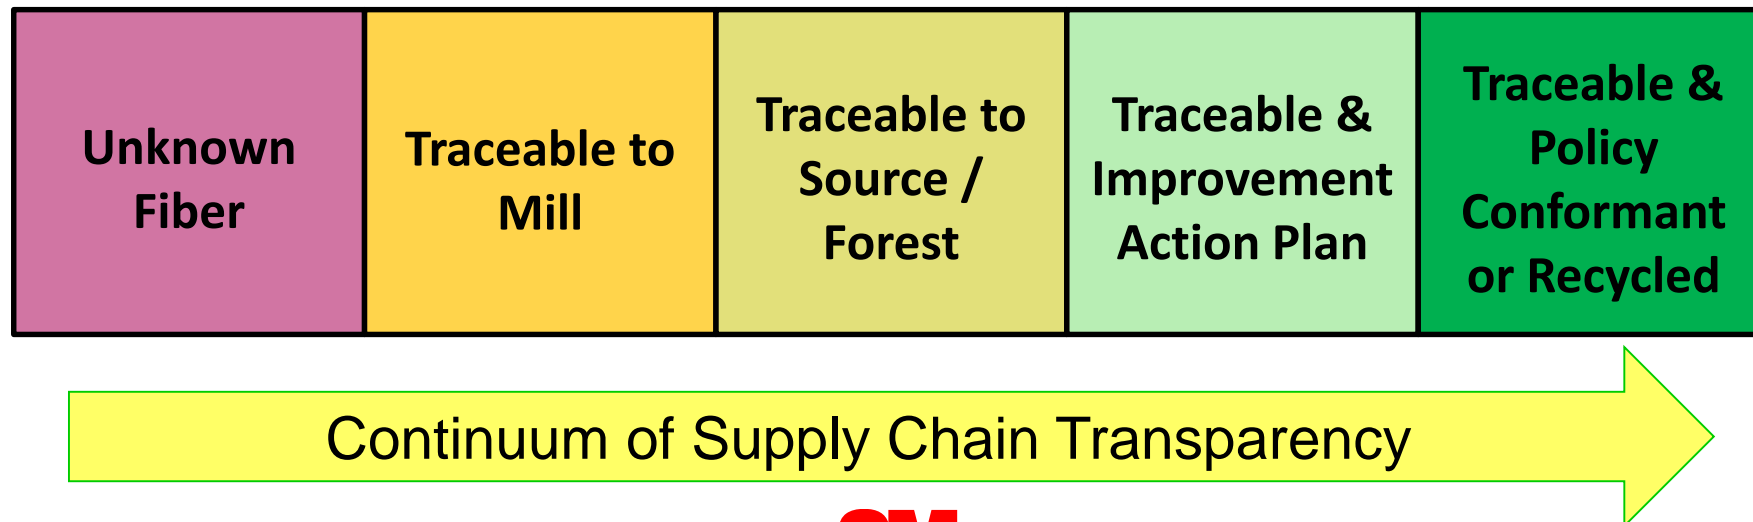 Unknown
Fiber
Traceable to
Mill
Traceable to
Source /
Forest
Traceable &
Improvement
Action Plan
Traceable &
Policy
Conformant
or Recycled
Continuum of Supply Chain Transparency